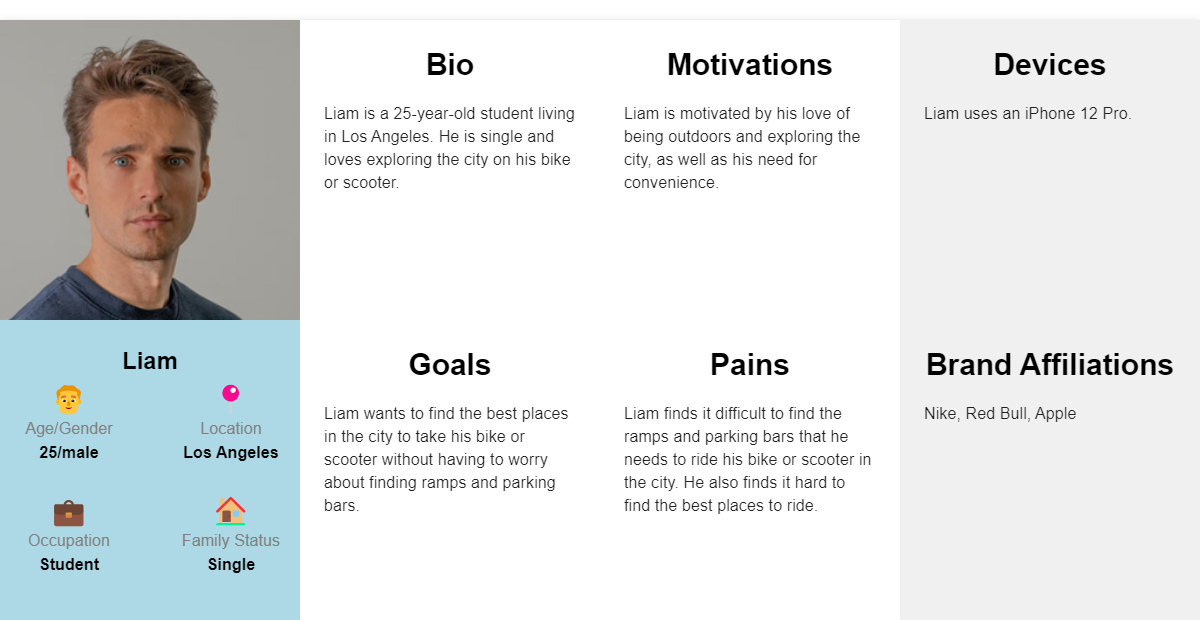 Bio
Liam is a 25-year-old student living
in Los Angeles. He is single and
loves exploring the city on his bike
or scooter.
Motivations
Liam is motivated by his love of
being outdoors and exploring the
city, as well as his need for
convenience.
Devices
Liam uses an iPhone 12 Pro.
Liam
Age/Gender
25/male
Location
Los Angeles
Occupation
Student
Family Status
Single
Goals
Liam wants to find the best places
in the city to take his bike or
scooter without having to worry
about finding ramps and parking
bars.
Pains
Liam finds it difficult to find the
ramps and parking bars that he
needs to ride his bike or scooter in
the city. He also finds it hard to
find the best places to ride.
Brand Affiliations
Nike, Red Bull, Apple